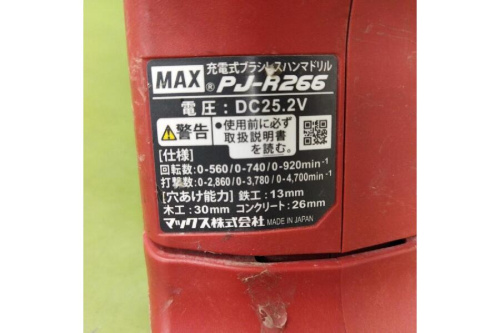 MAX® 充電式ブラシレスハンマドリル
PJ-R266
電圧:DC25.2V
警告 ●使用前に必ず
取扱説明書
を読む。
[仕様]
回転数:0-560/0-740/0-920min⁻¹
打撃数:0-2,860/0-3,780/0-4,700min⁻¹
[穴あけ能力] 鉄工:13mm
木工:30mm コンクリート:26mm
マックス株式会社 MADE IN JAPAN